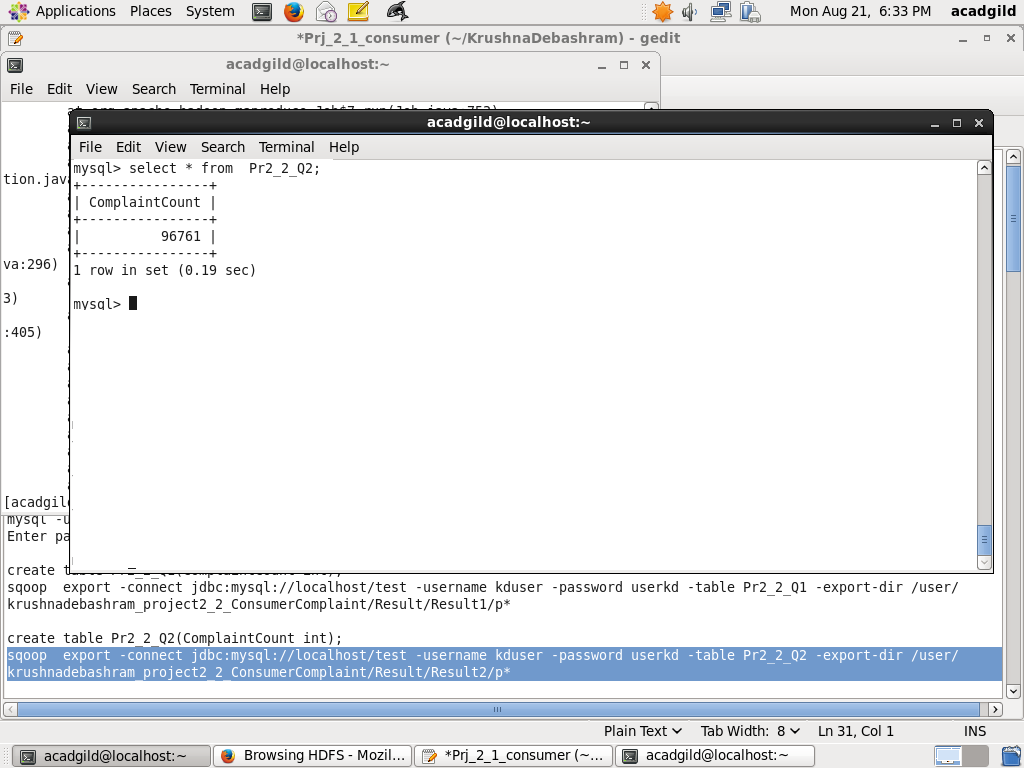 Applications Places System Mon Aug 21, 6:33 PM acadgild
*Prj_2_1_consumer (~/KrushnaDebashram) - gedit
acadgild@localhost:~
File Edit View Search Terminal Help
acadgild@localhost:~
File Edit View Search Terminal Help
mysql> select * from  Pr2_2_Q2;
+----------------+
| ComplaintCount |
+----------------+
|          96761 |
+----------------+
1 row in set (0.19 sec)
mysql>
tion.java
va:296)
3)
:405)
[acadgild
mysql -u
Enter pa
sqoop  export -connect jdbc:mysql://localhost/test -username kduser -password userkd -table Pr2_2_Q1 -export-dir /user/
krushnadebashram_project2_2_ConsumerComplaint/Result/Result1/p*
create table Pr2_2_Q2(ComplaintCount int);
sqoop  export -connect jdbc:mysql://localhost/test -username kduser -password userkd -table Pr2_2_Q2 -export-dir /user/
krushnadebashram_project2_2_ConsumerComplaint/Result/Result2/p*
Plain Text Tab Width: 8 Ln 31, Col 1 INS
acadgild@localhost:~ Browsing HDFS - Mozil... *Prj_2_1_consumer (~... acadgild@localhost:~